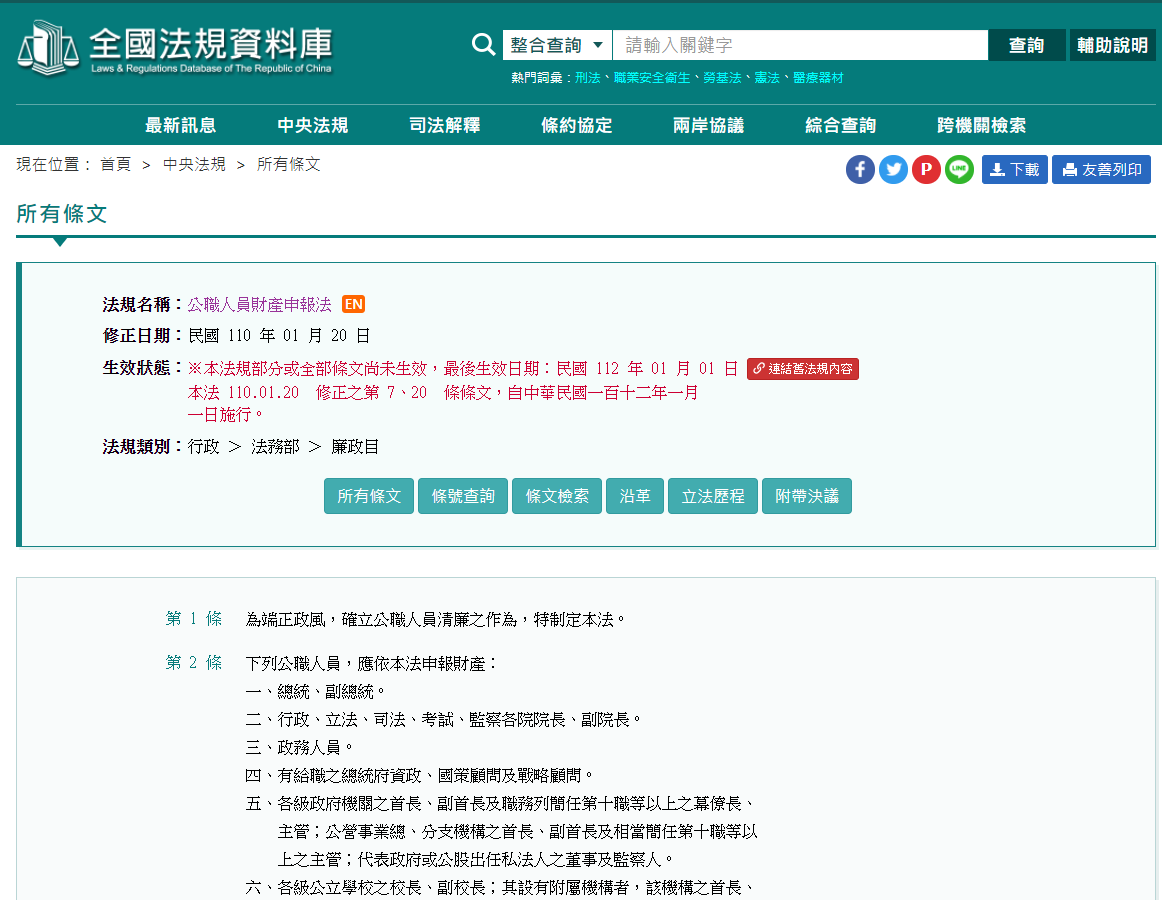 全國法規資料庫
Laws & Regulations Database of The Republic of China
整合查詢 請輸入關鍵字 查詢 輔助說明
熱門詞彙：刑法、職業安全衛生、勞基法、憲法、醫療器材
最新訊息 中央法規 司法解釋 條約協定 兩岸協議 綜合查詢 跨機關檢索
現在位置： 首頁 > 中央法規 > 所有條文
下載 友善列印
所有條文
法規名稱：公職人員財產申報法 EN
修正日期：民國 110 年 01 月 20 日
生效狀態：※本法規部分或全部條文尚未生效，最後生效日期：民國 112 年 01 月 01 日 連結舊法規內容
本法 110.01.20 修正之第 7、20 條條文，自中華民國一百十二年一月
一日施行。
法規類別：行政 ＞ 法務部 ＞ 廉政目
所有條文 條號查詢 條文檢索 沿革 立法歷程 附帶決議
第 1 條 為端正政風，確立公職人員清廉之作為，特制定本法。
第 2 條 下列公職人員，應依本法申報財產：
一、總統、副總統。
二、行政、立法、司法、考試、監察各院院長、副院長。
三、政務人員。
四、有給職之總統府資政、國策顧問及戰略顧問。
五、各級政府機關之首長、副首長及職務列簡任第十職等以上之幕僚長、
主管；公營事業總、分支機構之首長、副首長及相當簡任第十職等以
上之主管；代表政府或公股出任私法人之董事及監察人。
六、各級公立學校之校長、副校長；其設有附屬機構者，該機構之首長、